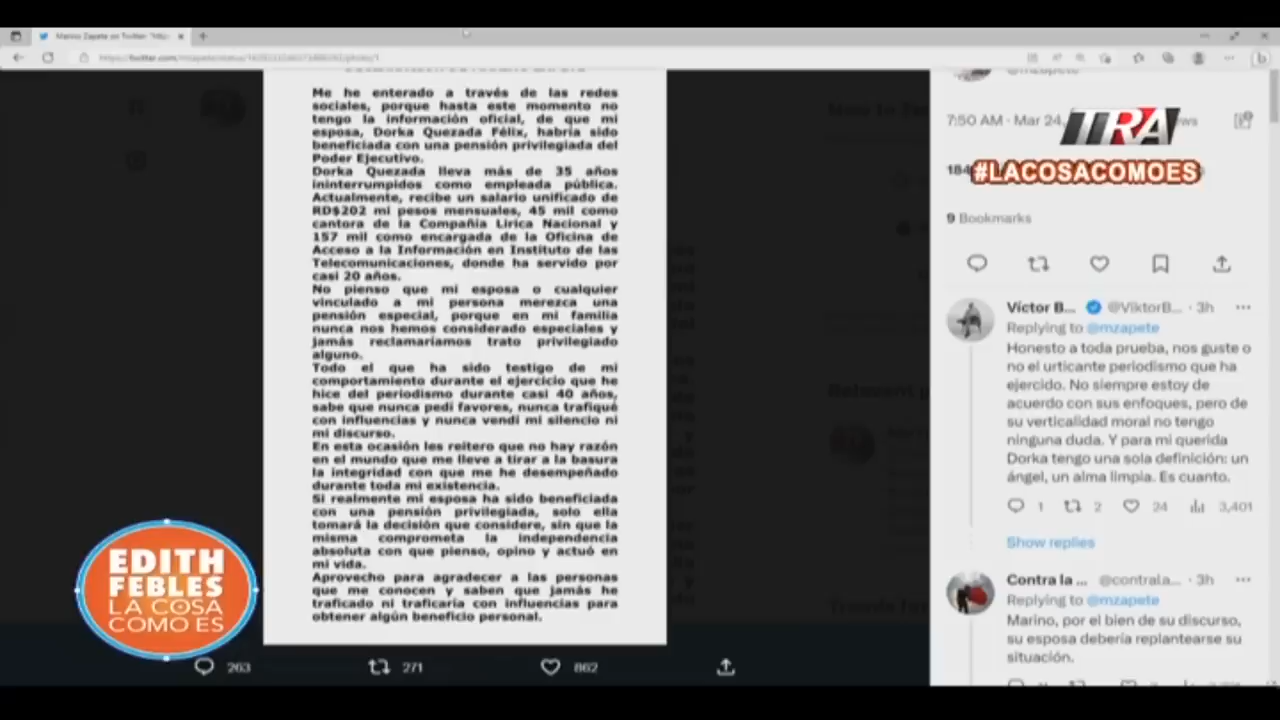 Marino Zapete on Twitter: "http
Me he enterado a través de las redes
sociales, porque hasta este momento no
tengo la información oficial, de que mi
esposa, Dorka Quezada Félix, habría sido
beneficiada con una pensión privilegiada del
Poder Ejecutivo.
Dorka Quezada lleva más de 35 años
ininterrumpidos como empleada pública.
Actualmente, recibe un salario unificado de
RD$202 mi pesos mensuales, 45 mil como
cantora de la Compañia Lirica Nacional y
157 mil como encargada de la Oficina de
Acceso a la Información en Instituto de las
Telecomunicaciones, donde ha servido por
casi 20 años.
No pienso que mi esposa o cualquier
vinculado a mi persona merezca una
pensión especial, porque en mi familia
nunca nos hemos considerado especiales y
jamás reclamaríamos trato privilegiado
alguno.
Todo el que ha sido testigo de mi
comportamiento durante el ejercicio que he
hice del periodismo durante casi 40 años,
sabe que nunca pedí favores, nunca trafiqué
con influencias y nunca vendí mi silencio ni
mi discurso.
En esta ocasión les reitero que no hay razón
en el mundo que me lleve a tirar a la basura
la integridad con que me he desempeñado
durante toda mi existencia.
Si realmente mi esposa ha sido beneficiada
con una pensión privilegiada, solo ella
tomará la decisión que considere, sin que la
misma comprometa la independencia
absoluta con que pienso, opino y actuó en
mi vida.
Aprovecho para agradecer a las personas
que me conocen y saben que jamás he
traficado ni traficaría con influencias para
obtener algún beneficio personal.
263 271 862
EDITH
FEBLES
LA COSA
COMO ES
@mzapete
7:50 AM · Mar 24,
TRA
#LACOSACOMOES
9 Bookmarks
Víctor B... @ViktorB... · 3h
Replying to @mzapete
Honesto a toda prueba, nos guste o
no el urticante periodismo que ha
ejercido. No siempre estoy de
acuerdo con sus enfoques, pero de
su verticalidad moral no tengo
ninguna duda. Y para mi querida
Dorka tengo una sola definición: un
ángel, un alma limpia. Es cuanto.
1 2 24 3,401
Show replies
Contra la ... @contrala... · 3h
Replying to @mzapete
Marino, por el bien de su discurso,
su esposa debería replantearse su
situación.